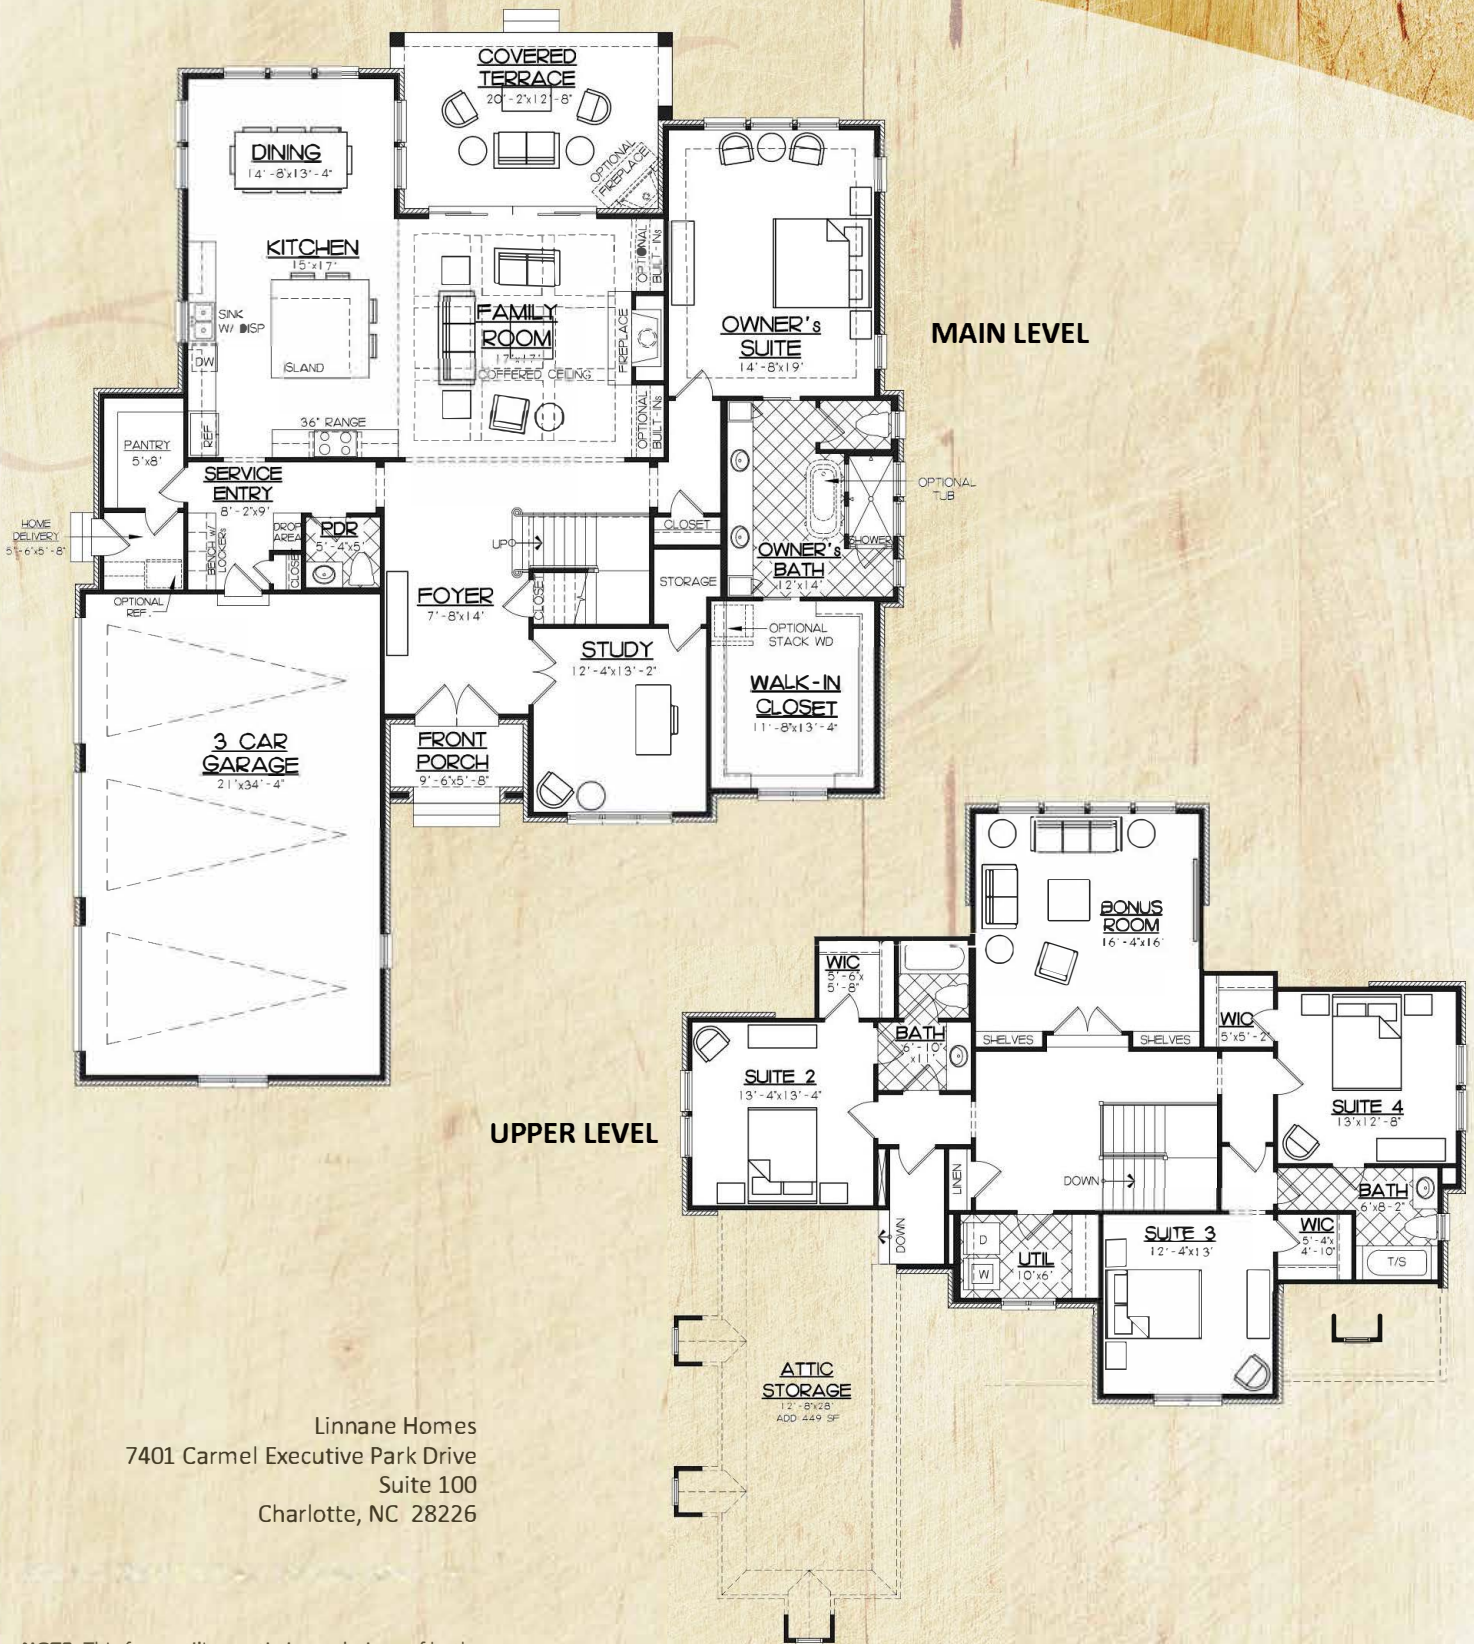 COVERED
TERRACE
20'-2"x12'-8"
OPTIONAL
FIREPLACE
DINING
14'-8"x13'-4"
KITCHEN
15'x17'
SINK
W/ DISP
DW
ISLAND
REF
36" RANGE
FAMILY
ROOM
17'x17'
COFFERED CEILING
OPTIONAL
BUILT-INs
FIREPLACE
OPTIONAL
BUILT-INs
OWNER's
SUITE
14'-8"x19'
MAIN LEVEL
PANTRY
5'x8'
SERVICE
ENTRY
8'-2"x9'
HOME
DELIVERY
5'-6"x5'-8"
BENCH w/
LOCKERs
DROP
AREA
PDR
5'-4"x5'
CLOSET
OPTIONAL
REF.
UP
CLOSET
STORAGE
CLOSET
FOYER
7'-8"x14'
OPTIONAL
TUB
SHOWER
OWNER's
BATH
12'x14'
OPTIONAL
STACK WD
WALK-IN
CLOSET
11'-8"x13'-4"
STUDY
12'-4"x13'-2"
FRONT
PORCH
9'-6"x5'-8"
3 CAR
GARAGE
21'x34'-4"
UPPER LEVEL
BONUS
ROOM
16'-4"x16'
SHELVES
SHELVES
WIC
5'-6"x
5'-8"
BATH
6'-10"
x11'
SUITE 2
13'-4"x13'-4"
WIC
5'x5'-2"
SUITE 4
13'x12'-8"
LINEN
DOWN
DOWN
BATH
6'x8'-2"
T/S
WIC
5'-4"x
4'-10"
SUITE 3
12'-4"x13'
D
W
UTIL
10'x6'
ATTIC
STORAGE
12'-8"x28'
ADD 449 SF
Linnane Homes
7401 Carmel Executive Park Drive
Suite 100
Charlotte, NC 28226